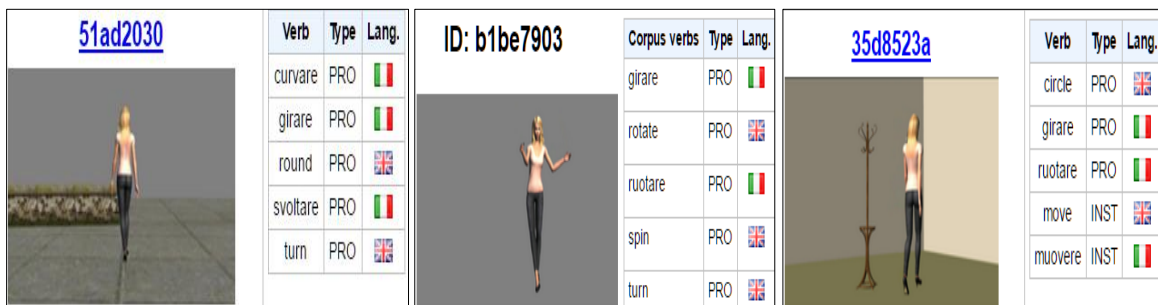 51ad2030
Verb Type Lang.
curvare PRO
girare PRO
round PRO
svoltare PRO
turn PRO
ID: b1be7903
Corpus verbs Type Lang.
girare PRO
rotate PRO
ruotare PRO
spin PRO
turn PRO
35d8523a
Verb Type Lang.
circle PRO
girare PRO
ruotare PRO
move INST
muovere INST